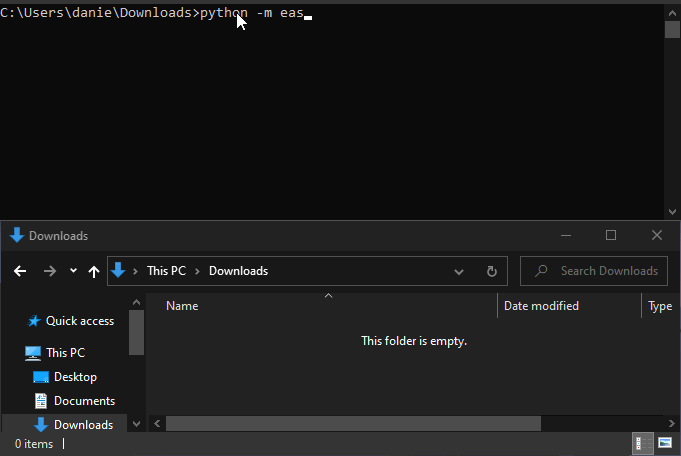 C:\Users\danie\Downloads>python -m eas
Downloads
This PC > Downloads
Search Downloads
Name Date modified Type
Quick access
This folder is empty.
This PC
Desktop
Documents
Downloads
0 items